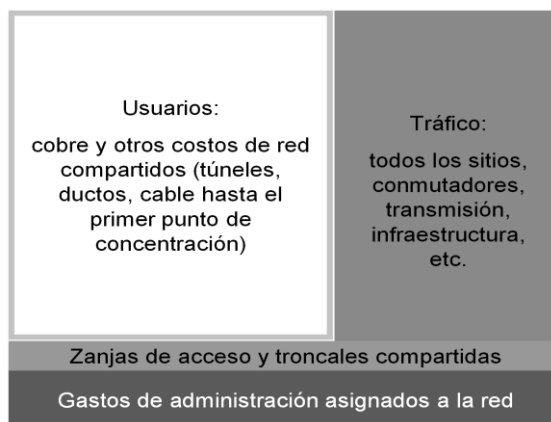 Usuarios:
cobre y otros costos de red
compartidos (túneles,
ductos, cable hasta el
primer punto de
concentración)
Tráfico:
todos los sitios,
conmutadores,
transmisión,
infraestructura,
etc.
Zanjas de acceso y troncales compartidas
Gastos de administración asignados a la red